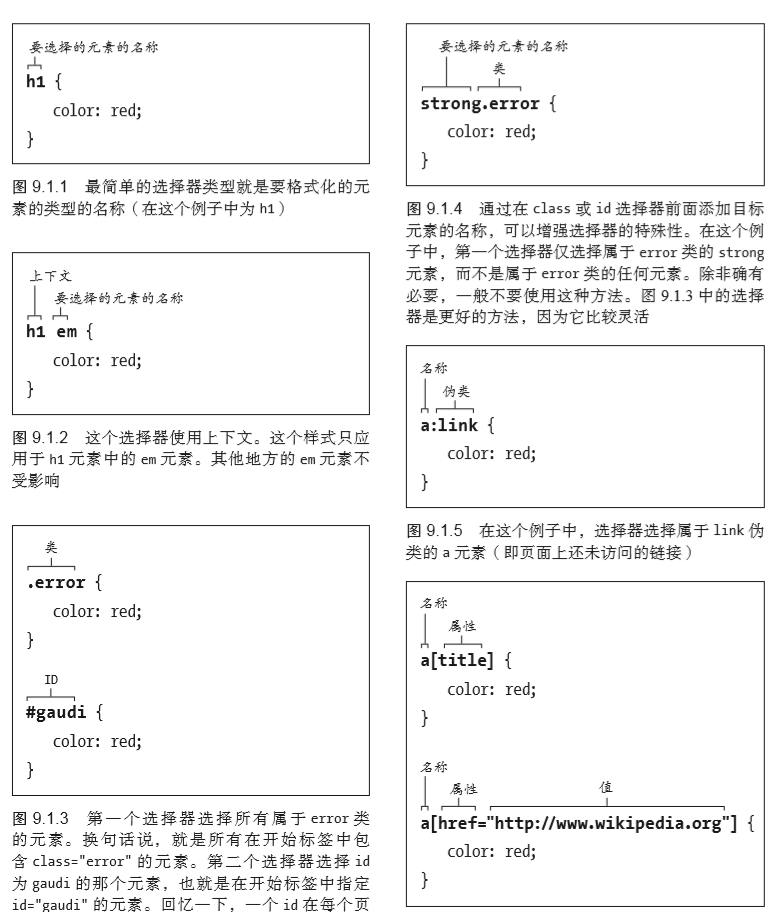 要选择的元素的名称
h1 {
color: red;
}
图 9.1.1 最简单的选择器类型就是要格式化的元
素的类型的名称（在这个例子中为 h1）
上下文
要选择的元素的名称
h1 em {
color: red;
}
图 9.1.2 这个选择器使用上下文。这个样式只应
用于 h1 元素中的 em 元素。其他地方的 em 元素不
受影响
类
.error {
color: red;
}
ID
#gaudi {
color: red;
}
图 9.1.3 第一个选择器选择所有属于 error 类
的元素。换句话说，就是所有在开始标签中包
含 class="error" 的元素。第二个选择器选择 id
为 gaudi 的那个元素，也就是在开始标签中指定
id="gaudi" 的元素。回忆一下，一个 id 在每个页
要选择的元素的名称
类
strong.error {
color: red;
}
图 9.1.4 通过在 class 或 id 选择器前面添加目标
元素的名称，可以增强选择器的特殊性。在这个例
子中，第一个选择器仅选择属于 error 类的 strong
元素，而不是属于 error 类的任何元素。除非确有
必要，一般不要使用这种方法。图 9.1.3 中的选择
器是更好的方法，因为它比较灵活
名称
伪类
a:link {
color: red;
}
图 9.1.5 在这个例子中，选择器选择属于 link 伪
类的 a 元素（即页面上还未访问的链接）
名称
属性
a[title] {
color: red;
}
名称
属性 值
a[href="http://www.wikipedia.org"] {
color: red;
}